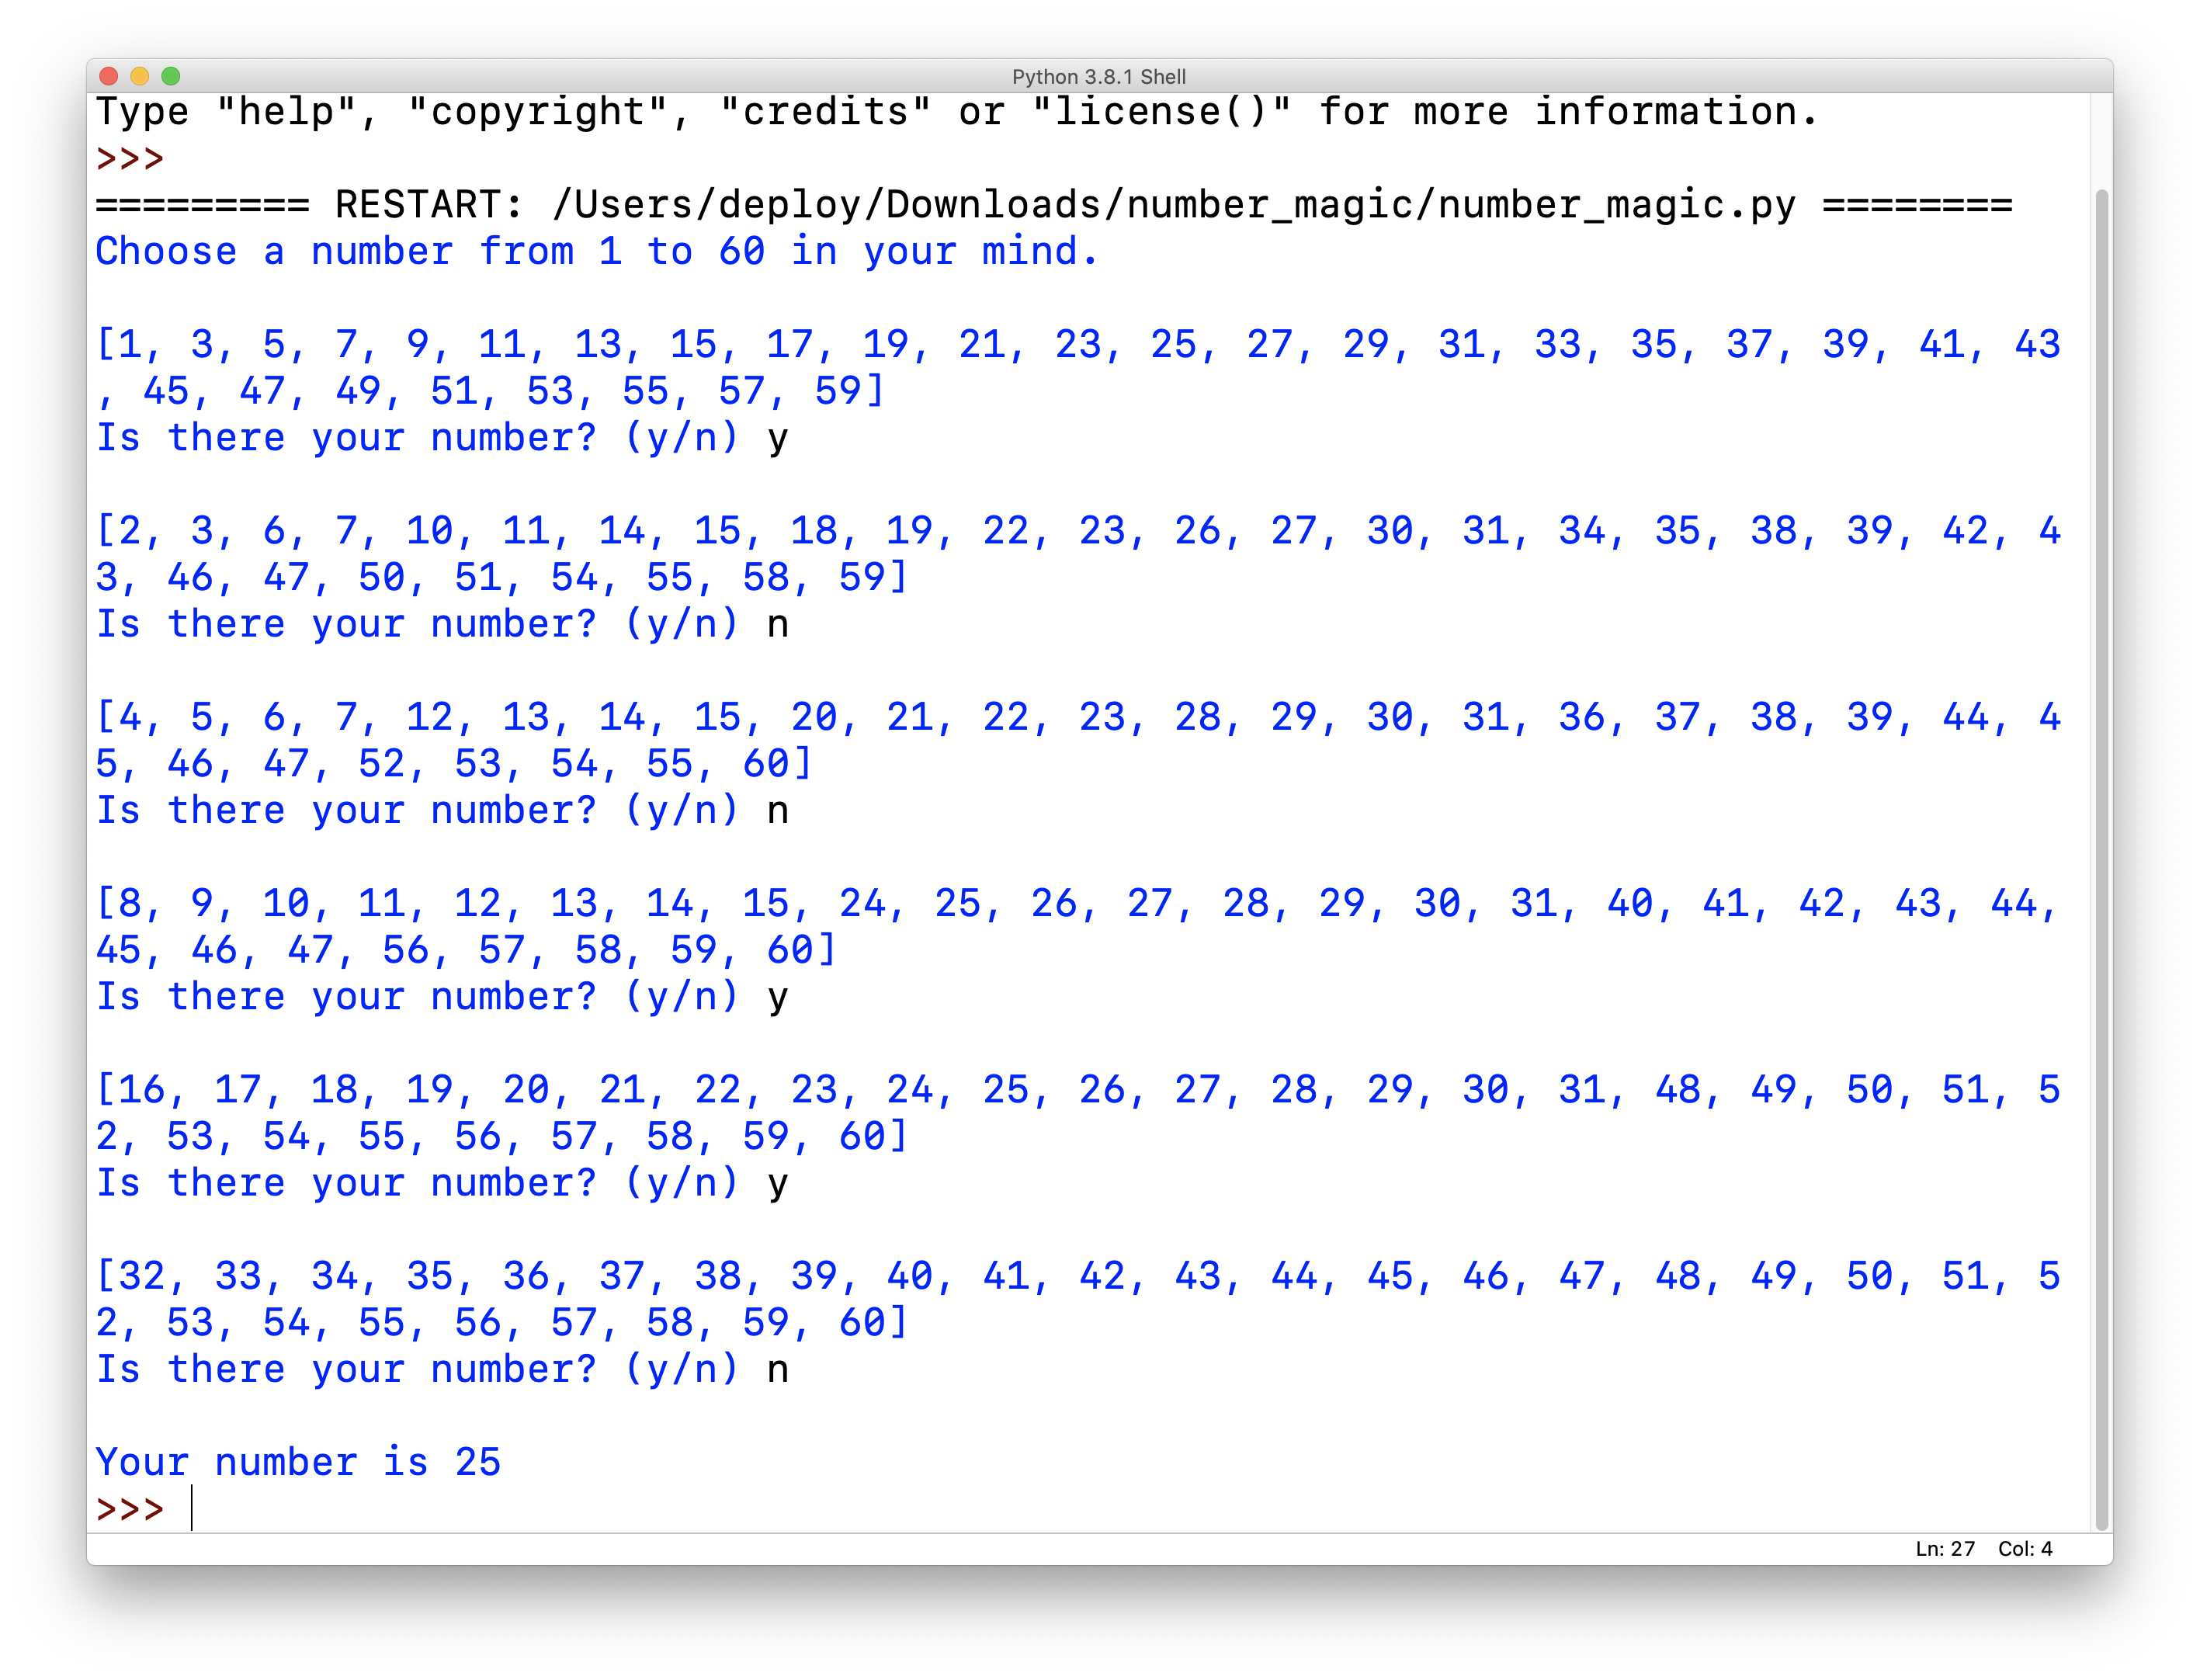 Python 3.8.1 Shell
Type "help", "copyright", "credits" or "license()" for more information.
>>>
========= RESTART: /Users/deploy/Downloads/number_magic/number_magic.py ========
Choose a number from 1 to 60 in your mind.
[1, 3, 5, 7, 9, 11, 13, 15, 17, 19, 21, 23, 25, 27, 29, 31, 33, 35, 37, 39, 41, 43
, 45, 47, 49, 51, 53, 55, 57, 59]
Is there your number? (y/n) y
[2, 3, 6, 7, 10, 11, 14, 15, 18, 19, 22, 23, 26, 27, 30, 31, 34, 35, 38, 39, 42, 4
3, 46, 47, 50, 51, 54, 55, 58, 59]
Is there your number? (y/n) n
[4, 5, 6, 7, 12, 13, 14, 15, 20, 21, 22, 23, 28, 29, 30, 31, 36, 37, 38, 39, 44, 4
5, 46, 47, 52, 53, 54, 55, 60]
Is there your number? (y/n) n
[8, 9, 10, 11, 12, 13, 14, 15, 24, 25, 26, 27, 28, 29, 30, 31, 40, 41, 42, 43, 44,
45, 46, 47, 56, 57, 58, 59, 60]
Is there your number? (y/n) y
[16, 17, 18, 19, 20, 21, 22, 23, 24, 25, 26, 27, 28, 29, 30, 31, 48, 49, 50, 51, 5
2, 53, 54, 55, 56, 57, 58, 59, 60]
Is there your number? (y/n) y
[32, 33, 34, 35, 36, 37, 38, 39, 40, 41, 42, 43, 44, 45, 46, 47, 48, 49, 50, 51, 5
2, 53, 54, 55, 56, 57, 58, 59, 60]
Is there your number? (y/n) n
Your number is 25
>>>
Ln: 27 Col: 4